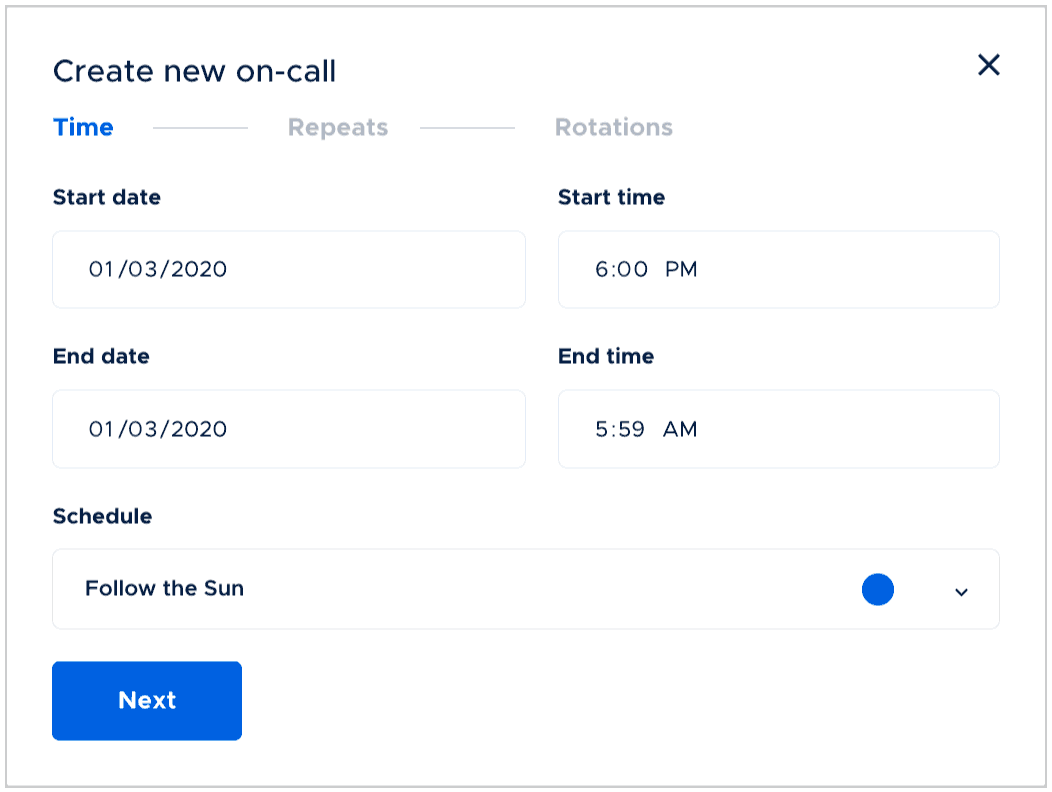 Create new on-call
Time Repeats Rotations
Start date Start time
01/03/2020 6:00 PM
End date End time
01/03/2020 5:59 AM
Schedule
Follow the Sun
Next